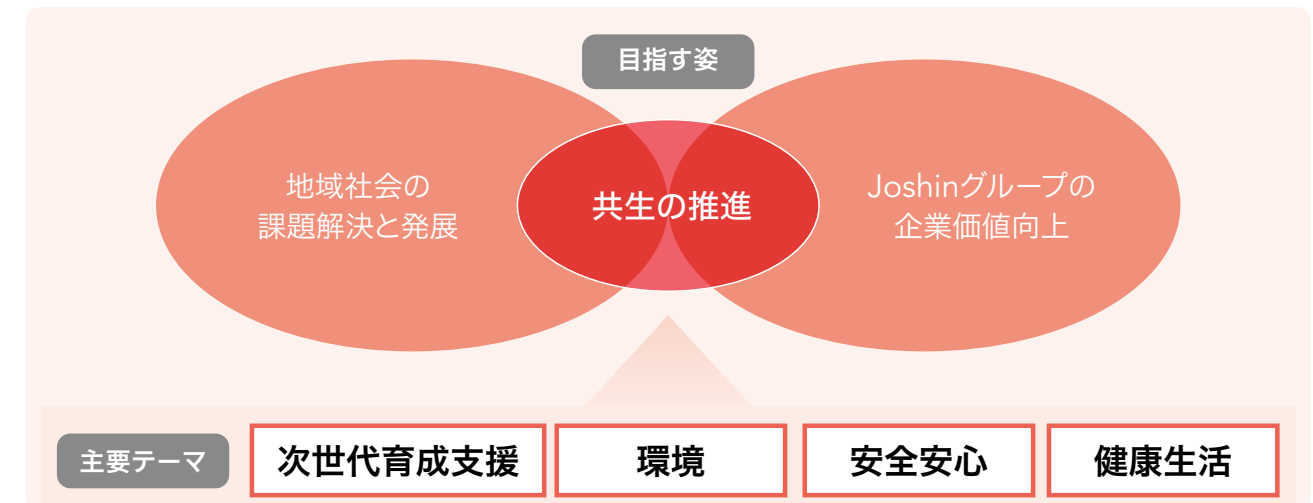 目指す姿
地域社会の
課題解決と発展
共生の推進
Joshinグループの
企業価値向上
主要テーマ
次世代育成支援
環境
安全安心
健康生活